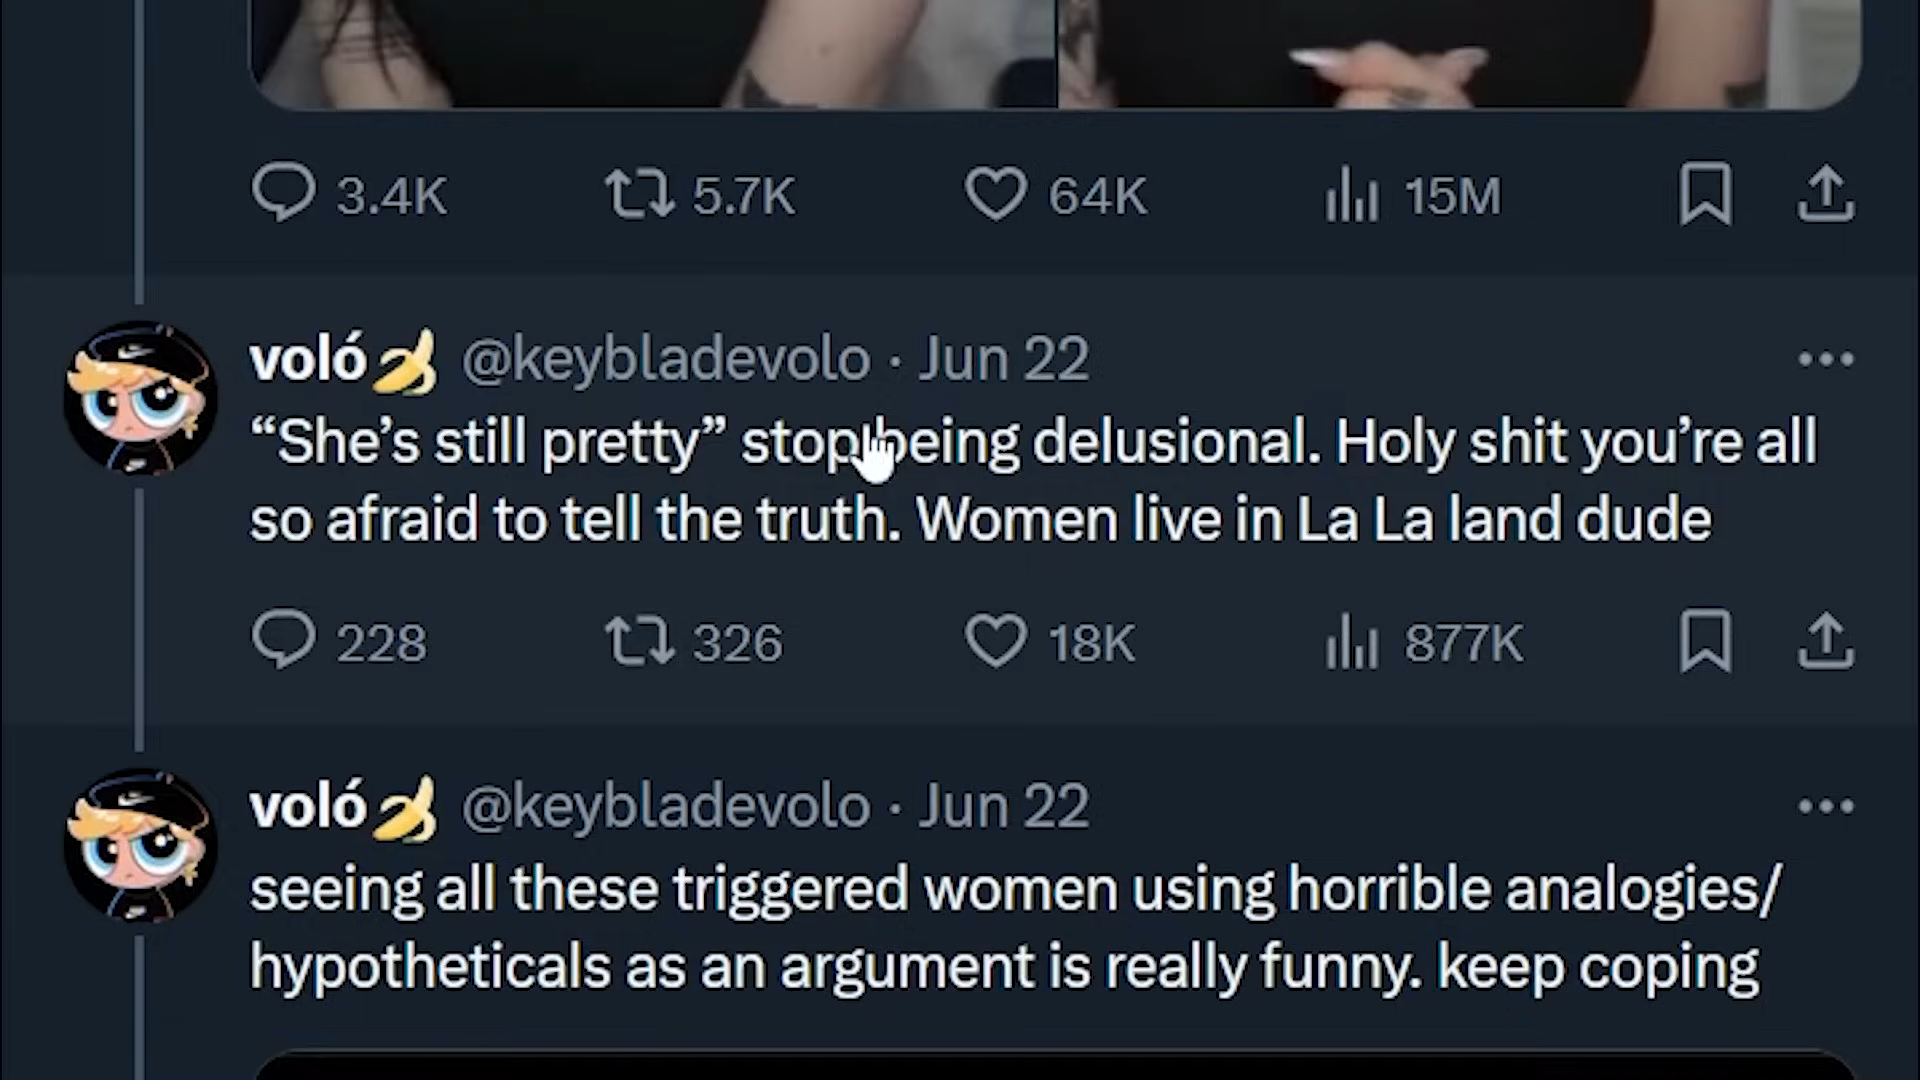 3.4K 5.7K 64K 15M
voló🍌 @keybladevolo · Jun 22
“She’s still pretty” stop being delusional. Holy shit you’re all
so afraid to tell the truth. Women live in La La land dude
228 326 18K 877K
voló🍌 @keybladevolo · Jun 22
seeing all these triggered women using horrible analogies/
hypotheticals as an argument is really funny. keep coping